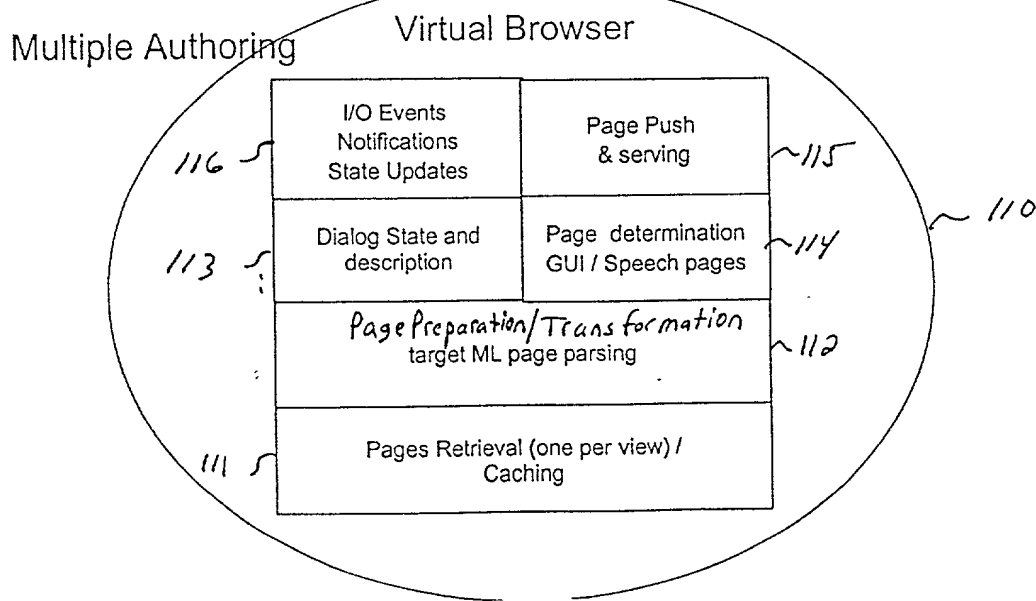 Virtual Browser
Multiple Authoring
I/O Events
Notifications
State Updates
Page Push
& serving
116
115
110
Dialog State and
description
Page determination
GUI / Speech pages
113
114
Page Preparation/Transformation
target ML page parsing
112
Pages Retrieval (one per view) /
Caching
111